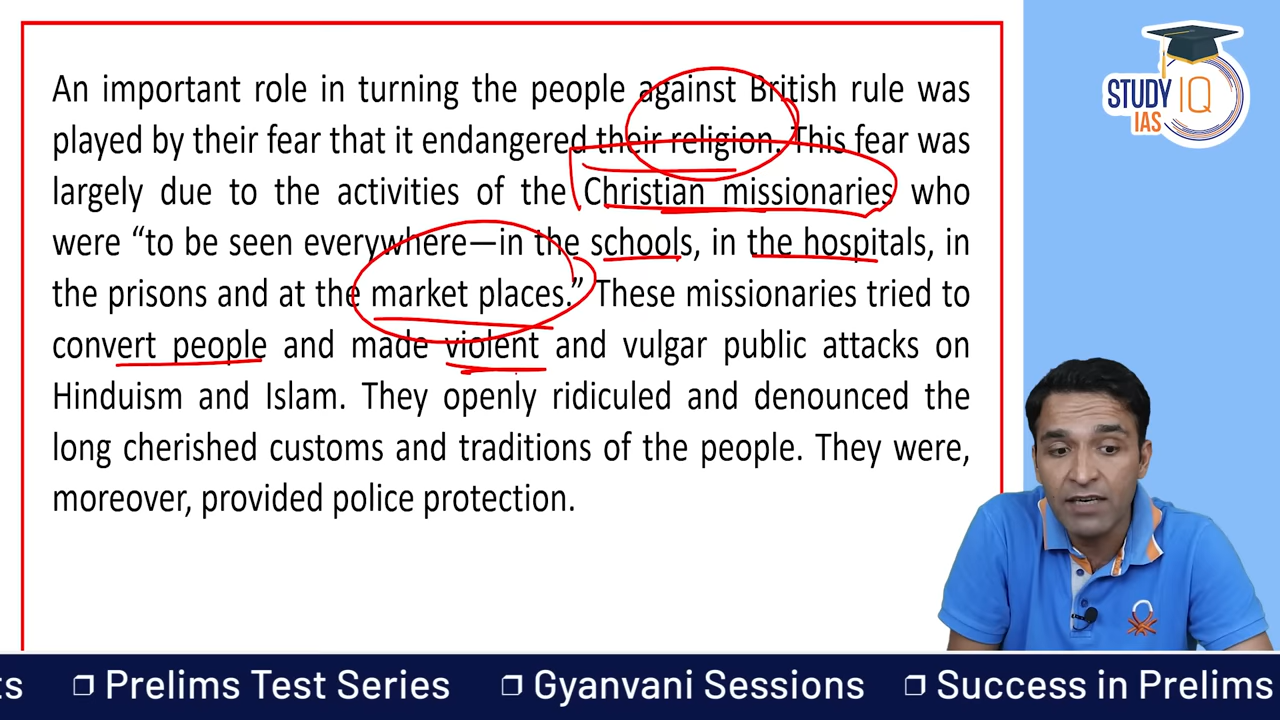 An important role in turning the people against British rule was
played by their fear that it endangered their religion. This fear was
largely due to the activities of the Christian missionaries who
were “to be seen everywhere—in the schools, in the hospitals, in
the prisons and at the market places.” These missionaries tried to
convert people and made violent and vulgar public attacks on
Hinduism and Islam. They openly ridiculed and denounced the
long cherished customs and traditions of the people. They were,
moreover, provided police protection.
STUDY IQ
IAS
ts ❐ Prelims Test Series ❐ Gyanvani Sessions ❐ Success in Prelims